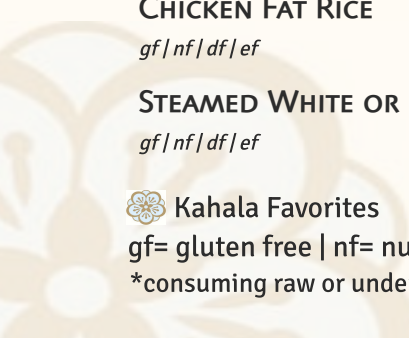 CHICKEN FAT RICE
gf | nf | df | ef
STEAMED WHITE OR
gf | nf | df | ef
Kahala Favorites
gf= gluten free | nf= nu
*consuming raw or unde